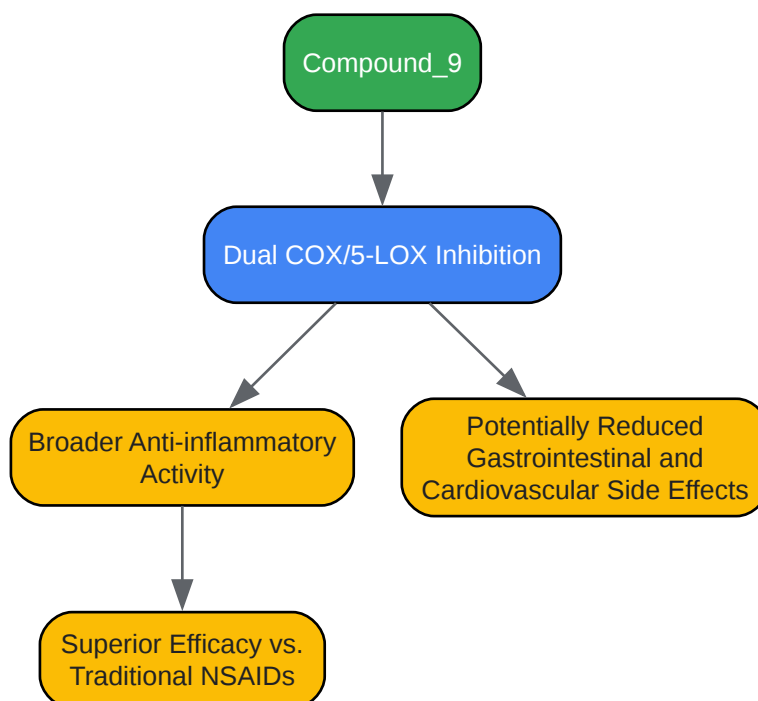 Compound_9
Dual COX/5-LOX Inhibition
Broader Anti-inflammatory
Activity
Potentially Reduced
Gastrointestinal and
Cardiovascular Side Effects
Superior Efficacy vs.
Traditional NSAIDs